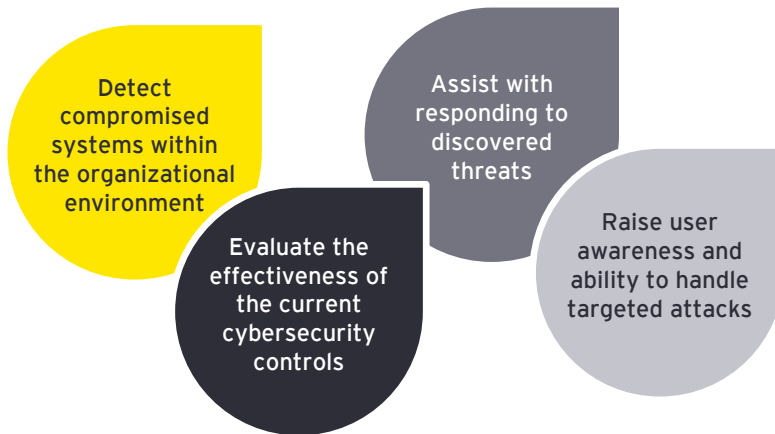 Detect
compromised
systems within
the organizational
environment
Evaluate the
effectiveness of
the current
cybersecurity
controls
Assist with
responding to
discovered
threats
Raise user
awareness and
ability to handle
targeted attacks